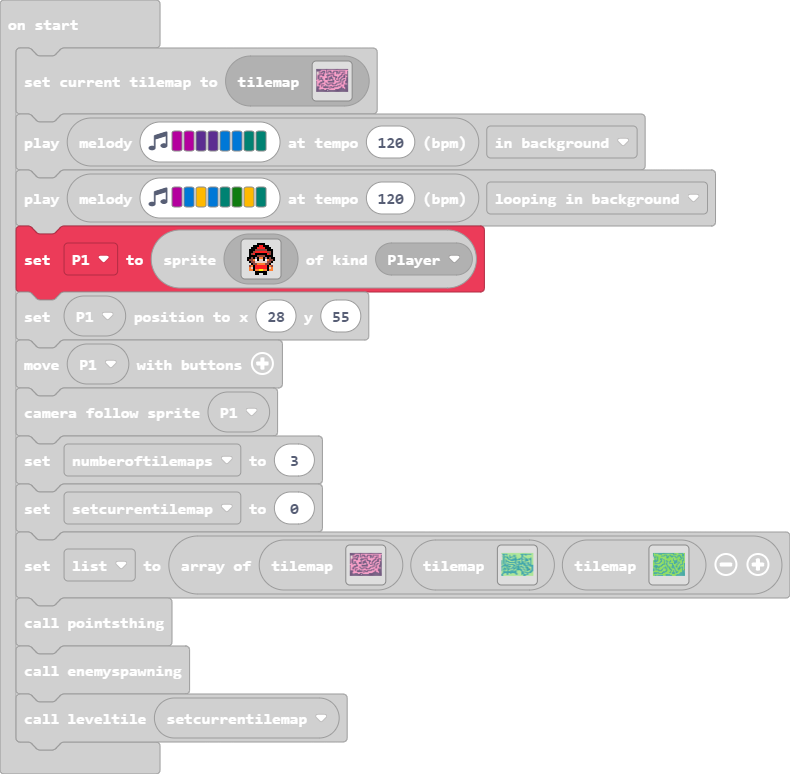 on start
set current tilemap to tilemap
play melody at tempo 120 (bpm) in background
play melody at tempo 120 (bpm) looping in background
set P1 to sprite of kind Player
set P1 position to x 28 y 55
move P1 with buttons
camera follow sprite P1
set numberoftilemaps to 3
set setcurrentilemap to 0
set list to array of tilemap tilemap tilemap
call pointsthing
call enemyspawning
call leveltile setcurrentilemap